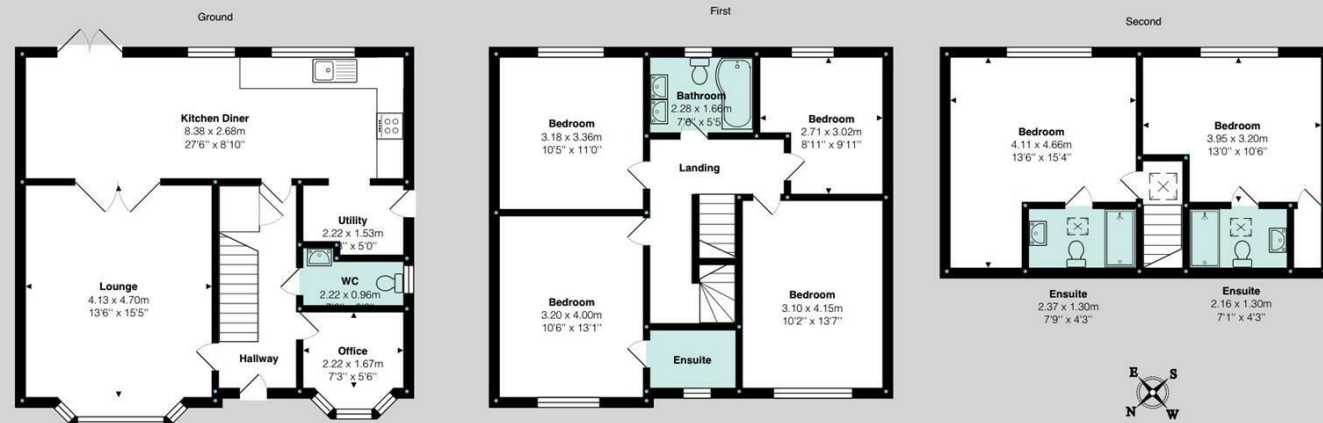 Ground
Kitchen Diner
8.38 x 2.68m
27'6" x 8'10"
Lounge
4.13 x 4.70m
13'6" x 15'5"
Utility
2.22 x 1.53m
x 5'0"
WC
2.22 x 0.96m
Office
2.22 x 1.67m
7'3" x 5'6"
Hallway
First
Bedroom
3.18 x 3.36m
10'5" x 11'0"
Bathroom
2.28 x 1.66m
7'6" x 5'5
Bedroom
2.71 x 3.02m
8'11" x 9'11"
Landing
Bedroom
3.20 x 4.00m
10'6" x 13'1"
Ensuite
Bedroom
3.10 x 4.15m
10'2" x 13'7"
Second
Bedroom
4.11 x 4.66m
13'6" x 15'4"
Bedroom
3.95 x 3.20m
13'0" x 10'6"
Ensuite
2.37 x 1.30m
7'9" x 4'3"
Ensuite
2.16 x 1.30m
7'1" x 4'3"
E S
N W